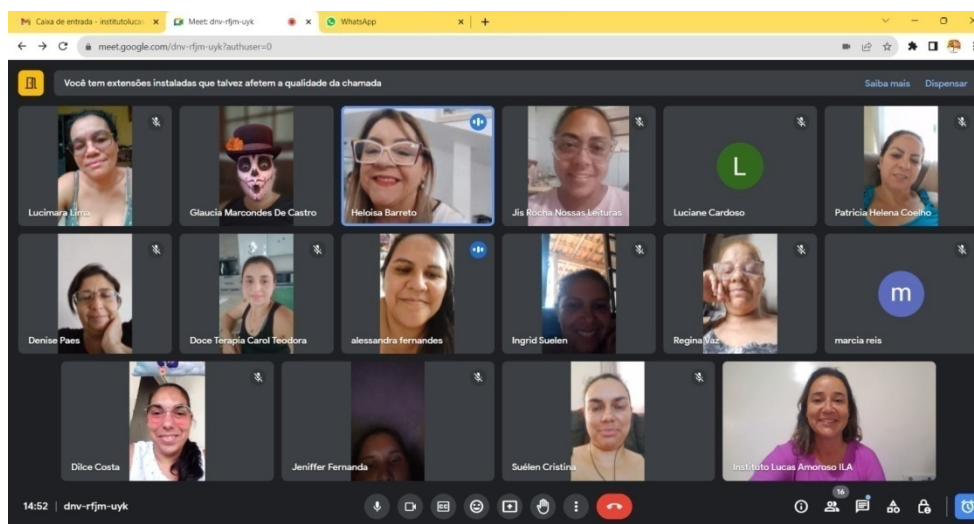 Caixa de entrada - institutolucas
Meet: dnv-rfjm-uyk
WhatsApp
meet.google.com/dnv-rfjm-uyk?authuser=0
Você tem extensões instaladas que talvez afetem a qualidade da chamada
Saiba mais Dispensar
Lucimara Lima
Glaucia Marcondes De Castro
Heloisa Barreto
Jis Rocha Nossas Leituras
L
Luciane Cardoso
Patricia Helena Coelho
Denise Paes
Doce Terapia Carol Teodora
alessandra fernandes
Ingrid Suelen
Regina Vaz
m
marcia reis
Dilce Costa
Jeniffer Fernanda
Suélen Cristina
Instituto Lucas Amoroso ILA
14:52 | dnv-rfjm-uyk
16